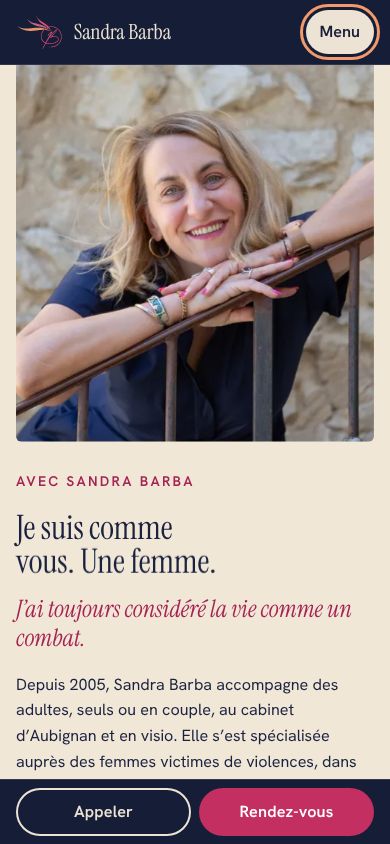 Sandra Barba
Menu
AVEC SANDRA BARBA
Je suis comme
vous. Une femme.
J’ai toujours considéré la vie comme un
combat.
Depuis 2005, Sandra Barba accompagne des
adultes, seuls ou en couple, au cabinet
d’Aubignan et en visio. Elle s’est spécialisée
auprès des femmes victimes de violences, dans
Appeler
Rendez-vous